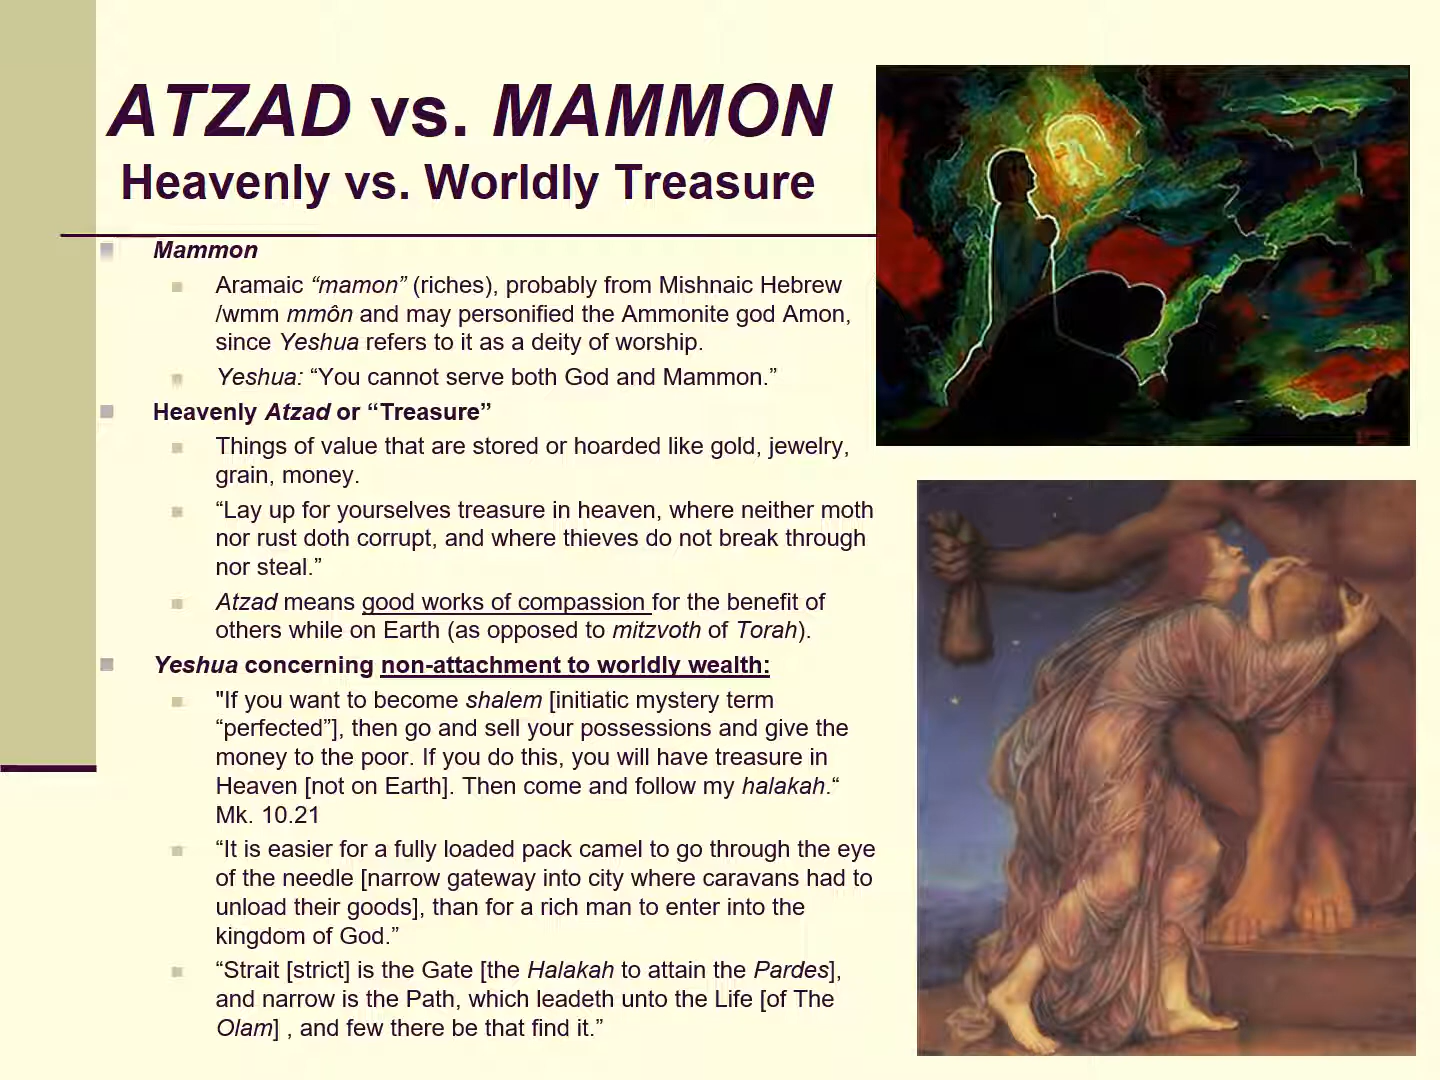 ATZAD vs. MAMMON
Heavenly vs. Worldly Treasure
Mammon
Aramaic “mamon” (riches), probably from Mishnaic Hebrew
/wmm mmôn and may personified the Ammonite god Amon,
since Yeshua refers to it as a deity of worship.
Yeshua: “You cannot serve both God and Mammon.”
Heavenly Atzad or “Treasure”
Things of value that are stored or hoarded like gold, jewelry,
grain, money.
“Lay up for yourselves treasure in heaven, where neither moth
nor rust doth corrupt, and where thieves do not break through
nor steal.”
Atzad means good works of compassion for the benefit of
others while on Earth (as opposed to mitzvoth of Torah).
Yeshua concerning non-attachment to worldly wealth:
"If you want to become shalem [initiatic mystery term
“perfected”], then go and sell your possessions and give the
money to the poor. If you do this, you will have treasure in
Heaven [not on Earth]. Then come and follow my halakah.“
Mk. 10.21
“It is easier for a fully loaded pack camel to go through the eye
of the needle [narrow gateway into city where caravans had to
unload their goods], than for a rich man to enter into the
kingdom of God.”
“Strait [strict] is the Gate [the Halakah to attain the Pardes],
and narrow is the Path, which leadeth unto the Life [of The
Olam] , and few there be that find it.”